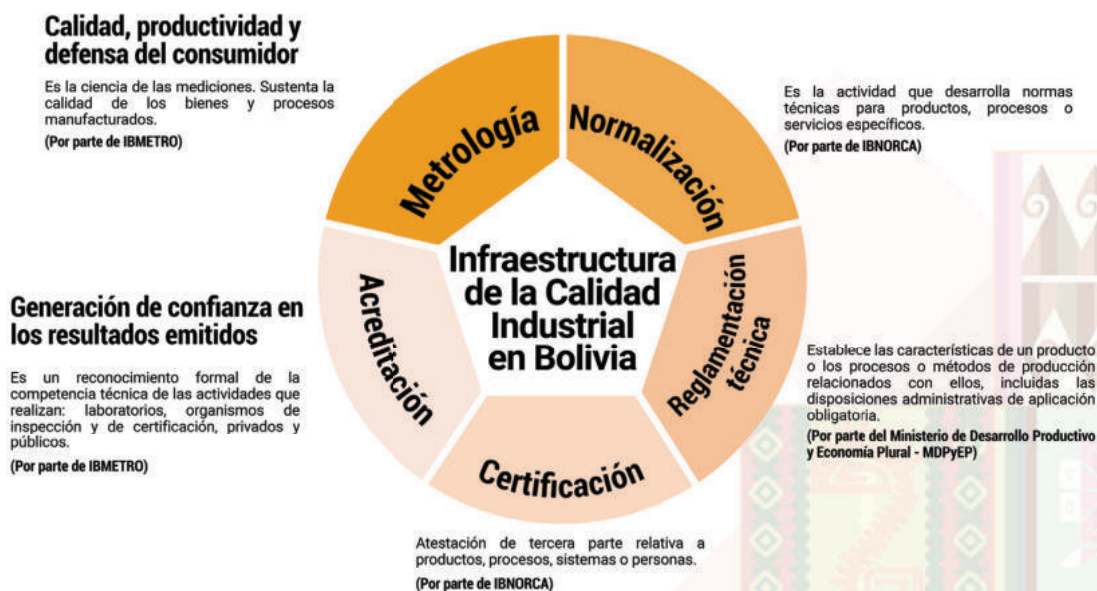 Calidad, productividad y
defensa del consumidor
Es la ciencia de las mediciones. Sustenta la
calidad de los bienes y procesos
manufacturados.
(Por parte de IBMETRO)
Metrología
Normalización
Es la actividad que desarrolla normas
técnicas para productos, procesos o
servicios específicos.
(Por parte de IBNORCA)
Infraestructura
de la Calidad
Industrial
en Bolivia
Acreditación
Reglamentación
técnica
Certificación
Generación de confianza en
los resultados emitidos
Es un reconocimiento formal de la
competencia técnica de las actividades que
realizan: laboratorios, organismos de
inspección y de certificación, privados y
públicos.
(Por parte de IBMETRO)
Establece las características de un producto
o los procesos o métodos de producción
relacionados con ellos, incluidas las
disposiciones administrativas de aplicación
obligatoria.
(Por parte del Ministerio de Desarrollo Productivo
y Economía Plural - MDPyEP)
Atestación de tercera parte relativa a
productos, procesos, sistemas o personas.
(Por parte de IBNORCA)